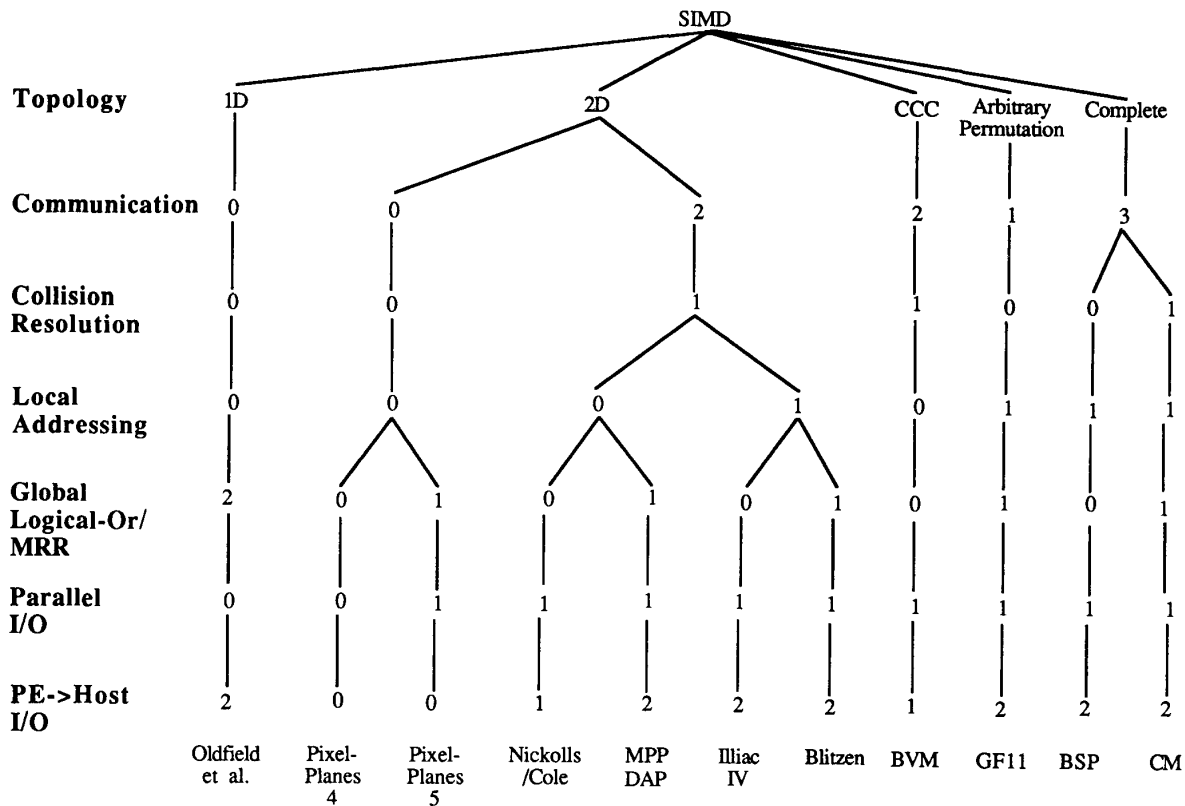 SIMD
Topology 1D 2D CCC Arbitrary Permutation Complete
Communication 0 0 2 2 1 3
Collision Resolution 0 0 1 1 0 0 1
Local Addressing 0 0 0 1 0 1 1 1
Global Logical-Or/ MRR 2 0 1 0 1 0 1 0 1 0 1
Parallel I/O 0 0 1 1 1 1 1 1 1 1 1
PE->Host I/O 2 0 0 1 2 2 2 1 2 2 2
Oldfield et al.
Pixel-Planes 4
Pixel-Planes 5
Nickolls /Cole
MPP DAP
Illiac IV
Blitzen
BVM
GF11
BSP
CM